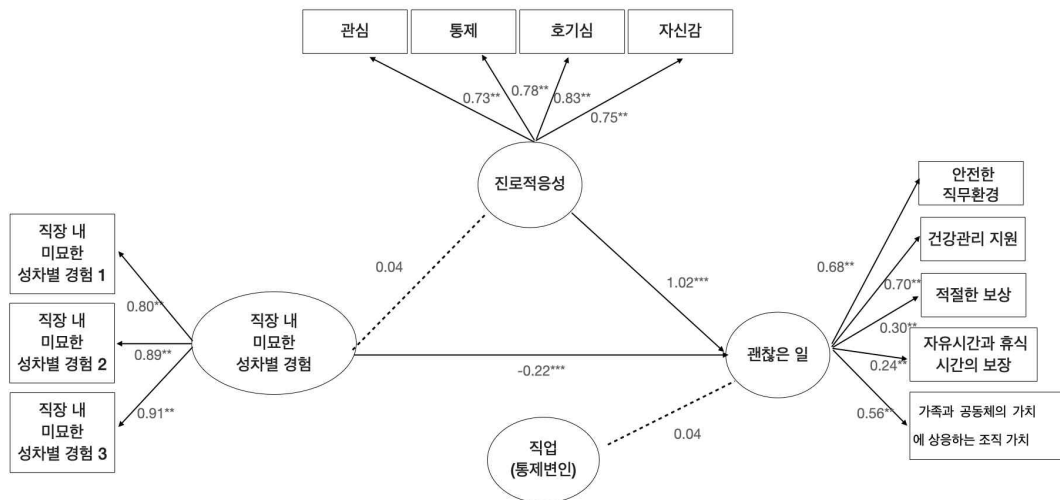 관심
통제
호기심
자신감
0.73**
0.78**
0.83**
0.75**
진로적응성
안전한
직무환경
건강관리 지원
적절한 보상
자유시간과 휴식
시간의 보장
가족과 공동체의 가치
에 상응하는 조직 가치
0.68**
0.70**
0.30**
0.24**
0.56**
직장 내
미묘한
성차별 경험 1
직장 내
미묘한
성차별 경험 2
직장 내
미묘한
성차별 경험 3
0.80**
0.89**
0.91**
직장 내
미묘한
성차별 경험
0.04
1.02***
-0.22***
괜찮은 일
0.04
직업
(통제변인)